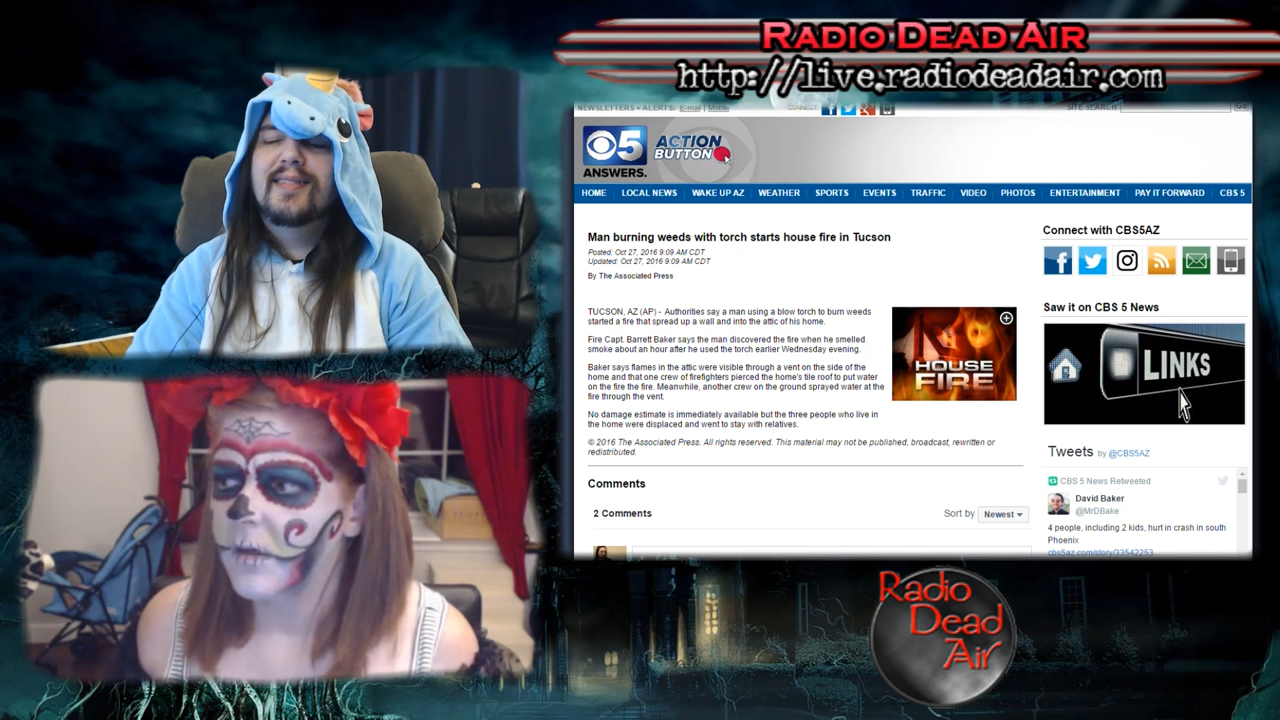 RADIO DEAD AIR
http://live.radiodeadair.com
NEWSLETTERS + ALERTS: E-mail | Mobile
CONNECT:
SITE SEARCH
Go
5
ACTION
BUTTON
ANSWERS.
HOME LOCAL NEWS WAKE UP AZ WEATHER SPORTS EVENTS TRAFFIC VIDEO PHOTOS ENTERTAINMENT PAY IT FORWARD CBS 5
Man burning weeds with torch starts house fire in Tucson
Posted: Oct 27, 2016 9:09 AM CDT
Updated: Oct 27, 2016 9:09 AM CDT
By The Associated Press
TUCSON, AZ (AP) - Authorities say a man using a blow torch to burn weeds
started a fire that spread up a wall and into the attic of his home.
Fire Capt. Barrett Baker says the man discovered the fire when he smelled
smoke about an hour after he used the torch earlier Wednesday evening.
Baker says flames in the attic were visible through a vent on the side of the
home and that one crew of firefighters pierced the home's tile roof to put water
on the fire the fire. Meanwhile, another crew on the ground sprayed water at the
fire through the vent.
No damage estimate is immediately available but the three people who live in
the home were displaced and went to stay with relatives.
© 2016 The Associated Press. All rights reserved. This material may not be published, broadcast, rewritten or
redistributed.
HOUSE
FIRE
Comments
2 Comments
Sort by Newest
Connect with CBS5AZ
Saw it on CBS 5 News
LINKS
Tweets by @CBS5AZ
CBS 5 News Retweeted
David Baker
@MrDBake
4 people, including 2 kids, hurt in crash in south
Phoenix
cbs5az.com/story/33542253
Radio
Dead
Air